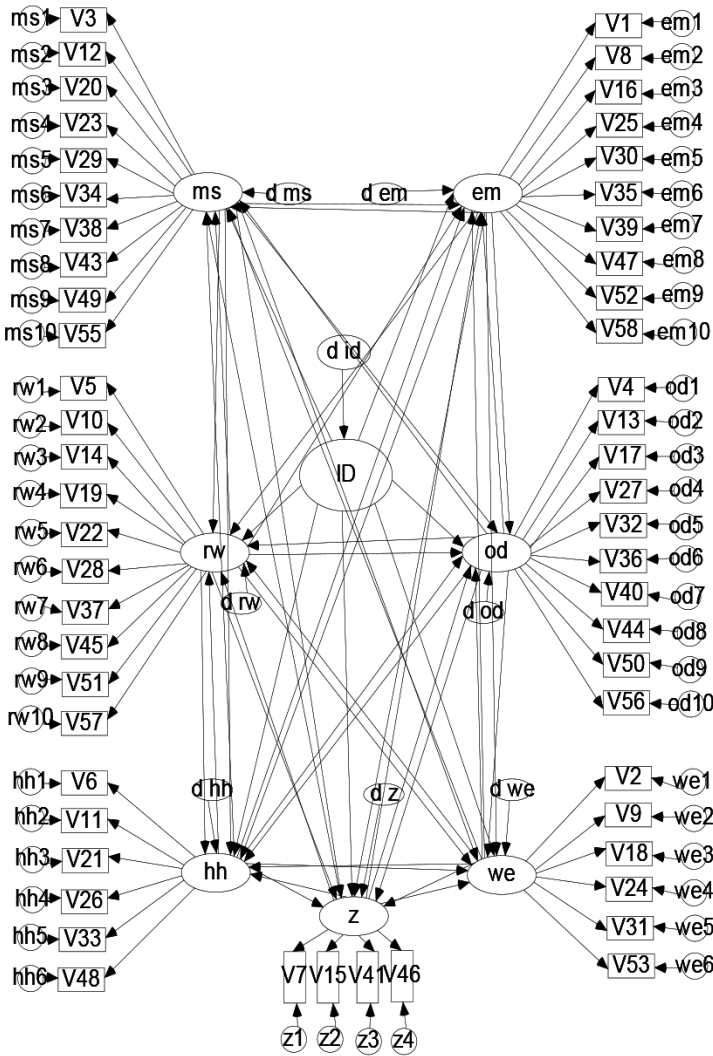 ms1 V3
ms2 V12
ms3 V20
ms4 V23
ms5 V29
ms6 V34
ms7 V38
ms8 V43
ms9 V49
ms10 V55
V1 em1
V8 em2
V16 em3
V25 em4
V30 em5
V35 em6
V39 em7
V47 em8
V52 em9
V58 em10
ms d ms d em em
d id
ID
rw1 V5
rw2 V10
rw3 V14
rw4 V19
rw5 V22
rw6 V28
rw7 V37
rw8 V45
rw9 V51
rw10 V57
V4 od1
V13 od2
V17 od3
V27 od4
V32 od5
V36 od6
V40 od7
V44 od8
V50 od9
V56 od10
rw od
d rw d od
hh1 V6
hh2 V11
hh3 V21
hh4 V26
hh5 V33
hh6 V48
d hh d z d we
V2 we1
V9 we2
V18 we3
V24 we4
V31 we5
V53 we6
hh we
z
V7 V15 V41 V46
z1 z2 z3 z4